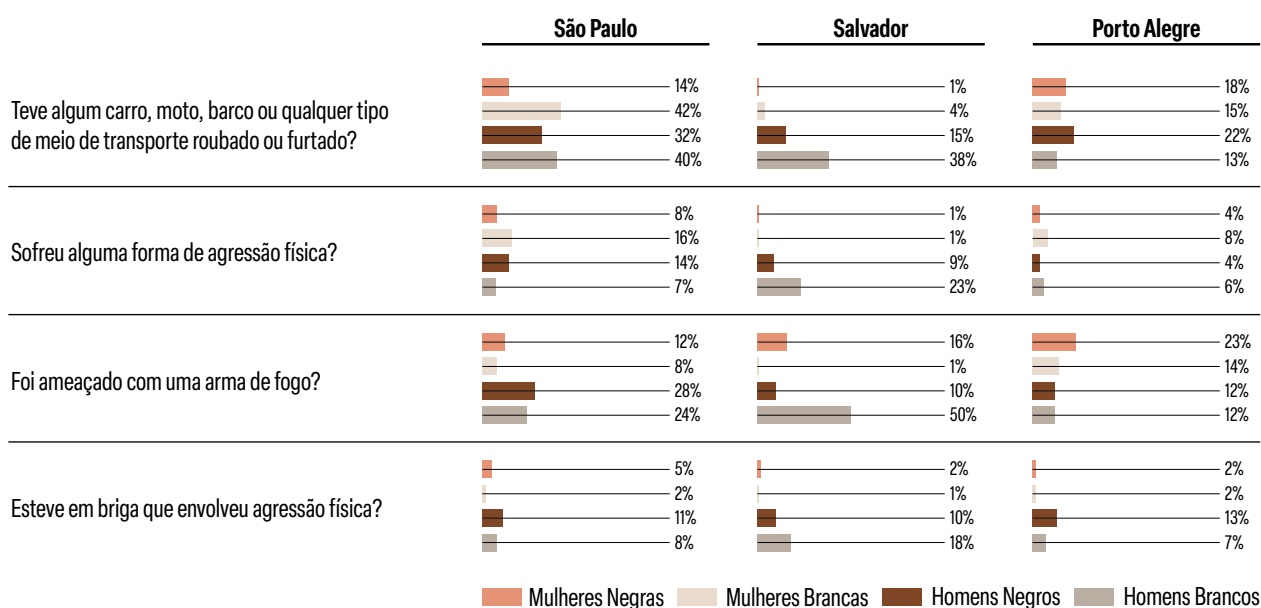 São Paulo Salvador Porto Alegre
14% 1% 18%
Teve algum carro, moto, barco ou qualquer tipo 42% 4% 15%
de meio de transporte roubado ou furtado? 32% 15% 22%
40% 38% 13%
8% 1% 4%
Sofreu alguma forma de agressão física? 16% 1% 8%
14% 9% 4%
7% 23% 6%
12% 16% 23%
Foi ameaçado com uma arma de fogo? 8% 1% 14%
28% 10% 12%
24% 50% 12%
5% 2% 2%
2% 1% 2%
Esteve em briga que envolveu agressão física? 11% 10% 13%
8% 18% 7%
Mulheres Negras Mulheres Brancas Homens Negros Homens Brancos